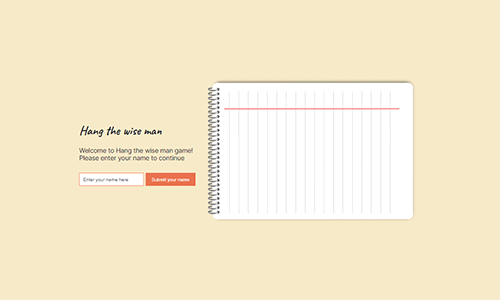 Hang the wise man
Welcome to Hang the wise man game!
Please enter your name to continue
Enter your name here
Submit your name